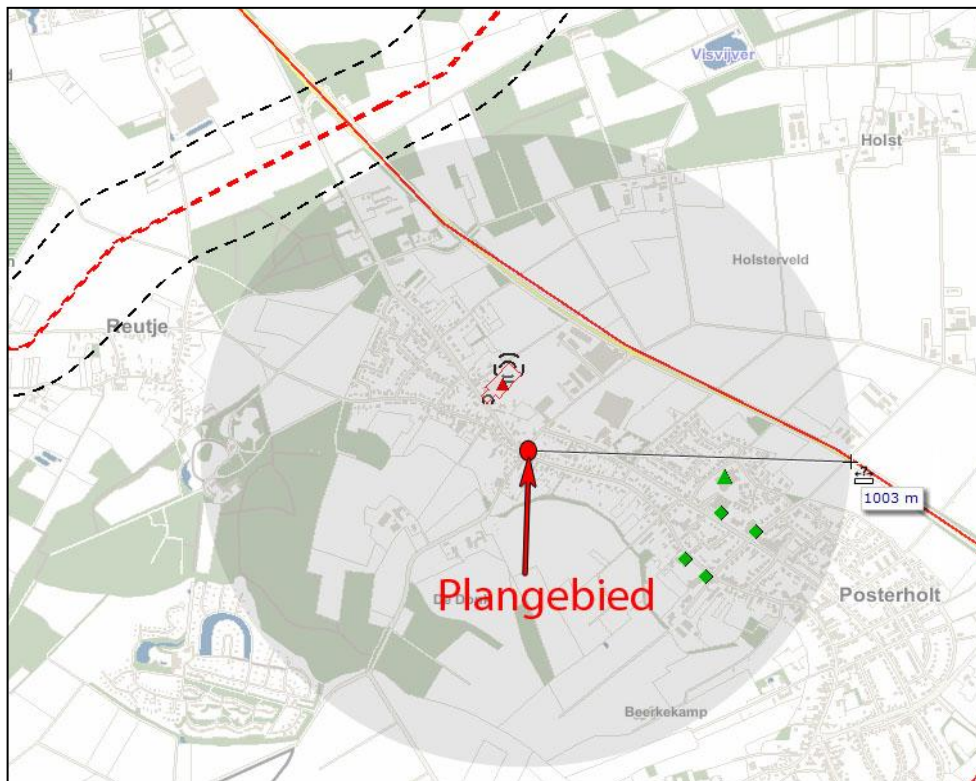 Visvijver
Holst
Holsterveld
Reutje
1003 m
Plangebied
Posterholt
Beerkekamp